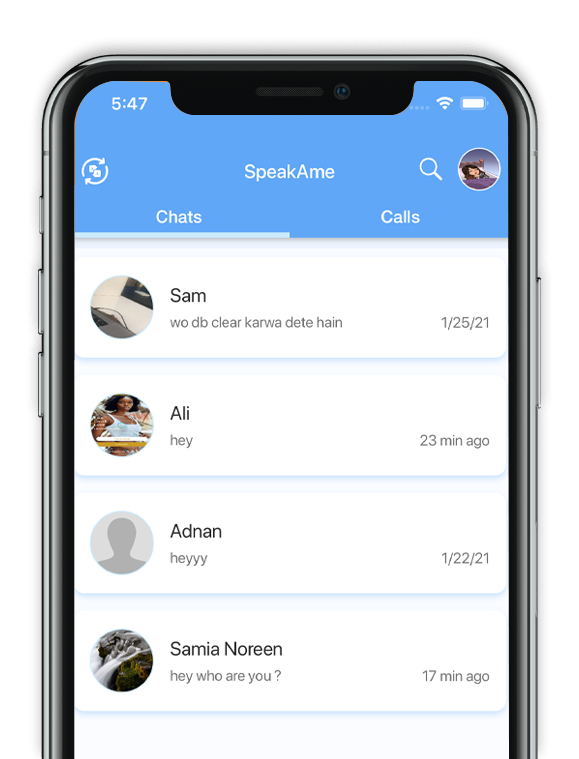 5:47
SpeakAme
Chats
Calls
Sam
wo db clear karwa dete hain
1/25/21
Ali
hey
23 min ago
Adnan
heyyy
1/22/21
Samia Noreen
hey who are you ?
17 min ago